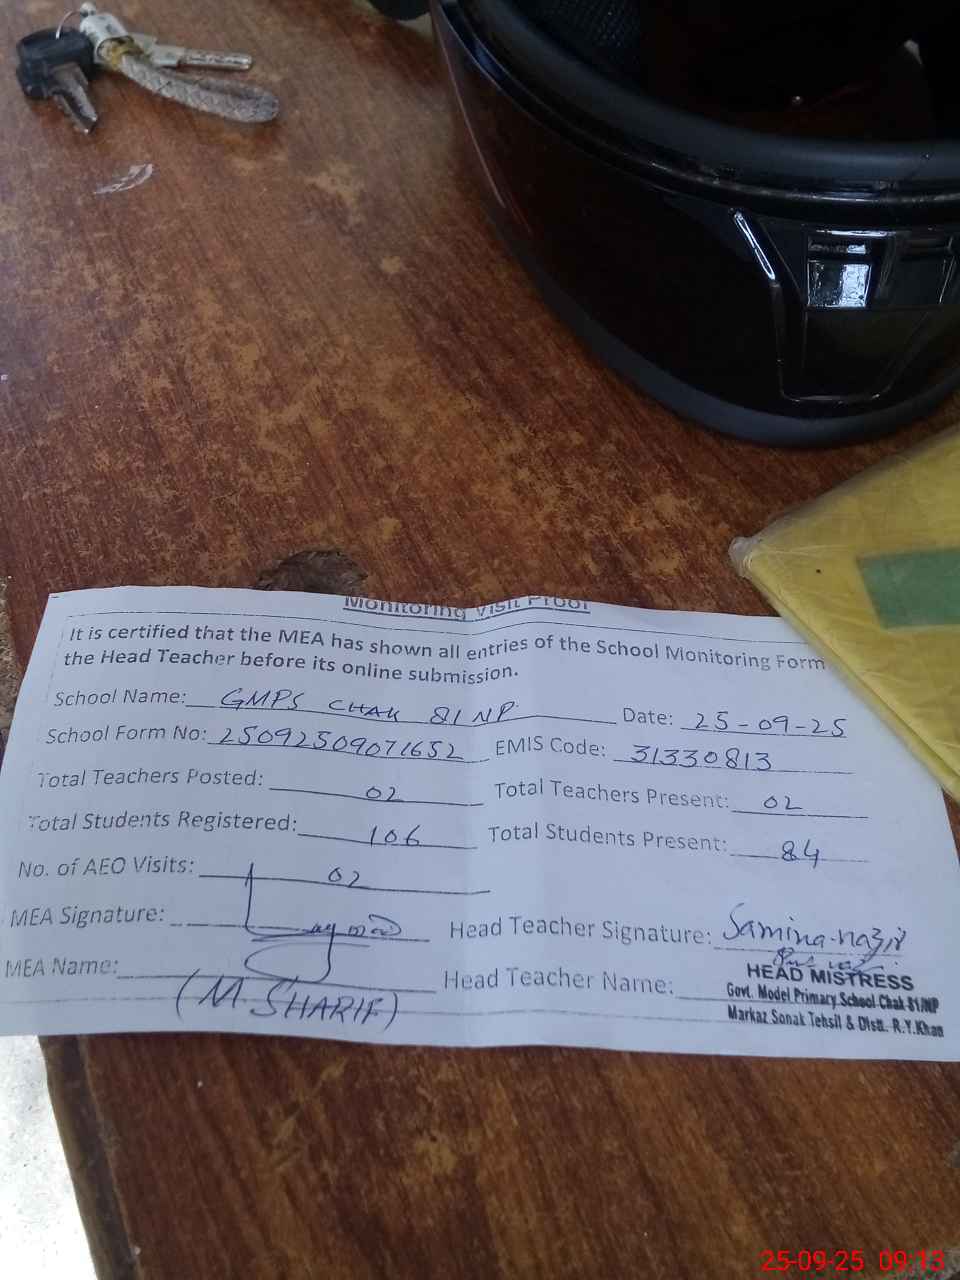 Monitoring Visit Proof
It is certified that the MEA has shown all entries of the School Monitoring Form
the Head Teacher before its online submission.
School Name: GMPS CHAK 81 NP Date: 25-09-25
School Form No: 25092509071652 EMIS Code: 31330813
Total Teachers Posted: 02 Total Teachers Present: 02
Total Students Registered: 106 Total Students Present: 84
No. of AEO Visits: 02
MEA Signature: Head Teacher Signature: Samina nazir
MEA Name: (M. SHARIF) Head Teacher Name:
HEAD MISTRESS
Govt. Model Primary School Chak 81/NP
Markaz Sonak Tehsil & Distt. R.Y.Khan
25-09-25 09:13